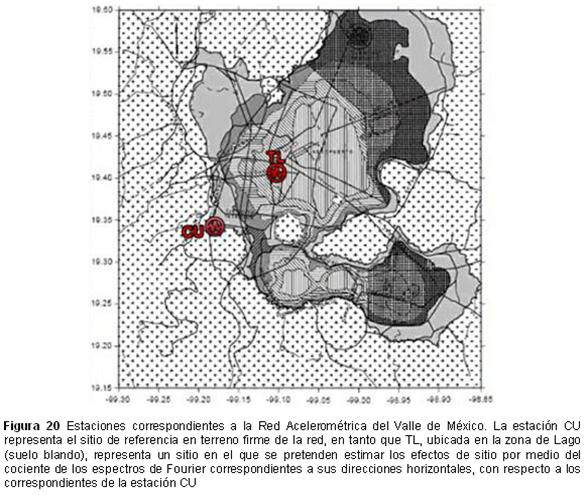 19.60
19.50
19.45
TL
19.40
19.35
CU
19.30
19.25
19.20
19.15
-99.30 -99.25 -99.20 -99.15 -99.10 -99.05 -99.00 -98.95 -98.90 -98.85
Figura 20 Estaciones correspondientes a la Red Acelerométrica del Valle de México. La estación CU
representa el sitio de referencia en terreno firme de la red, en tanto que TL, ubicada en la zona de Lago
(suelo blando), representa un sitio en el que se pretenden estimar los efectos de sitio por medio del
cociente de los espectros de Fourier correspondientes a sus direcciones horizontales, con respecto a los
correspondientes de la estación CU